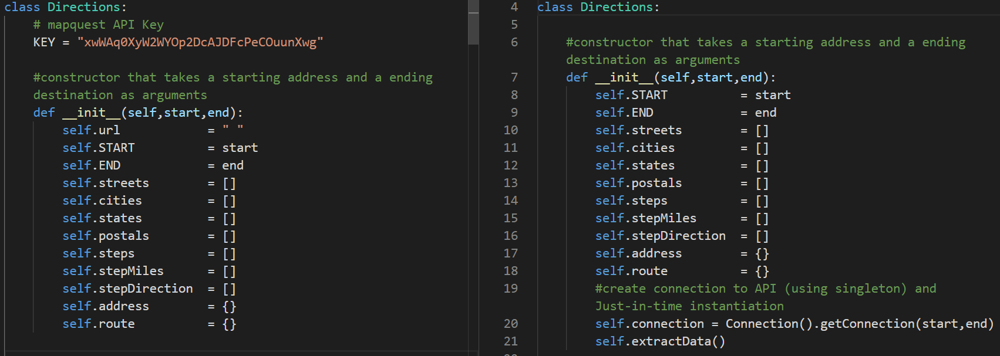 class Directions:
# mapquest API Key
KEY = "xwWAq0XyW2WYOp2DcAJDFcPeCOuunXwg"
#constructor that takes a starting address and a ending
destination as arguments
def __init__(self,start,end):
self.url = " "
self.START = start
self.END = end
self.streets = []
self.cities = []
self.states = []
self.postals = []
self.steps = []
self.stepMiles = []
self.stepDirection = []
self.address = {}
self.route = {}
4 class Directions:
5
6 #constructor that takes a starting address and a ending
destination as arguments
7 def __init__(self,start,end):
8 self.START = start
9 self.END = end
10 self.streets = []
11 self.cities = []
12 self.states = []
13 self.postals = []
14 self.steps = []
15 self.stepMiles = []
16 self.stepDirection = []
17 self.address = {}
18 self.route = {}
19 #create connection to API (using singleton) and
Just-in-time instantiation
20 self.connection = Connection().getConnection(start,end)
21 self.extractData()